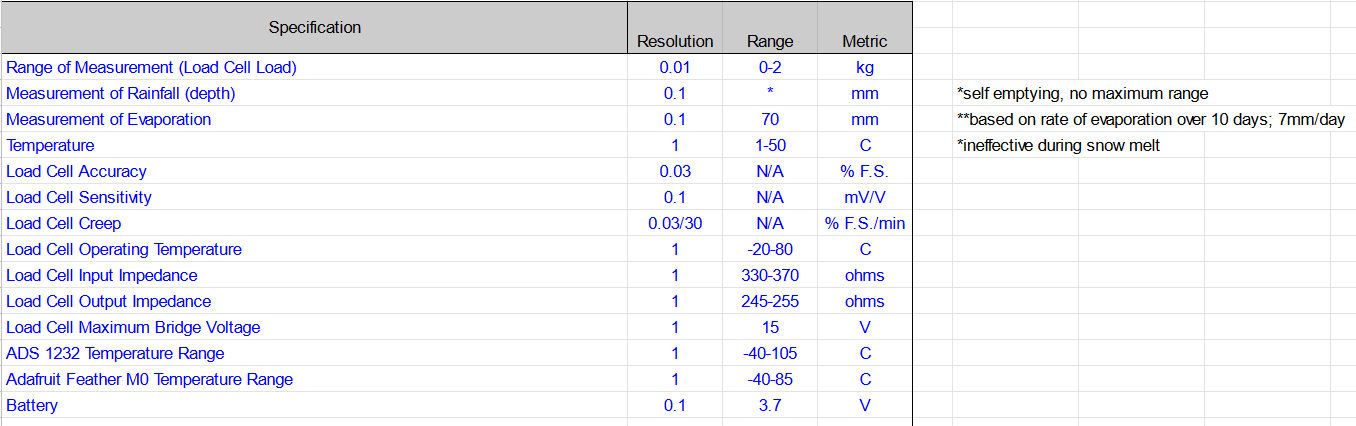 Specification Resolution Range Metric
Range of Measurement (Load Cell Load) 0.01 0-2 kg
Measurement of Rainfall (depth) 0.1 * mm *self emptying, no maximum range
Measurement of Evaporation 0.1 70 mm **based on rate of evaporation over 10 days; 7mm/day
Temperature 1 1-50 C *ineffective during snow melt
Load Cell Accuracy 0.03 N/A % F.S.
Load Cell Sensitivity 0.1 N/A mV/V
Load Cell Creep 0.03/30 N/A % F.S./min
Load Cell Operating Temperature 1 -20-80 C
Load Cell Input Impedance 1 330-370 ohms
Load Cell Output Impedance 1 245-255 ohms
Load Cell Maximum Bridge Voltage 1 15 V
ADS 1232 Temperature Range 1 -40-105 C
Adafruit Feather M0 Temperature Range 1 -40-85 C
Battery 0.1 3.7 V